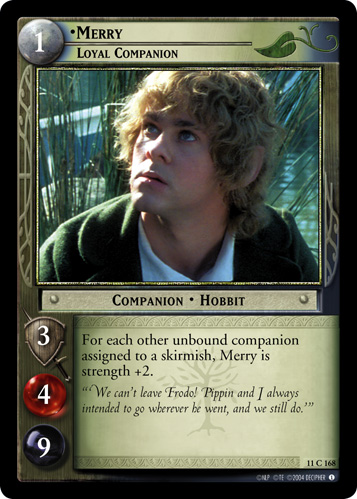 1
•Merry
Loyal Companion
Companion • Hobbit
3
For each other unbound companion
assigned to a skirmish, Merry is
strength +2.
4
“‘We can’t leave Frodo! Pippin and I always
intended to go wherever he went, and we still do.’”
9
11 C 168
©NLP ©TE ©2004 DECIPHER